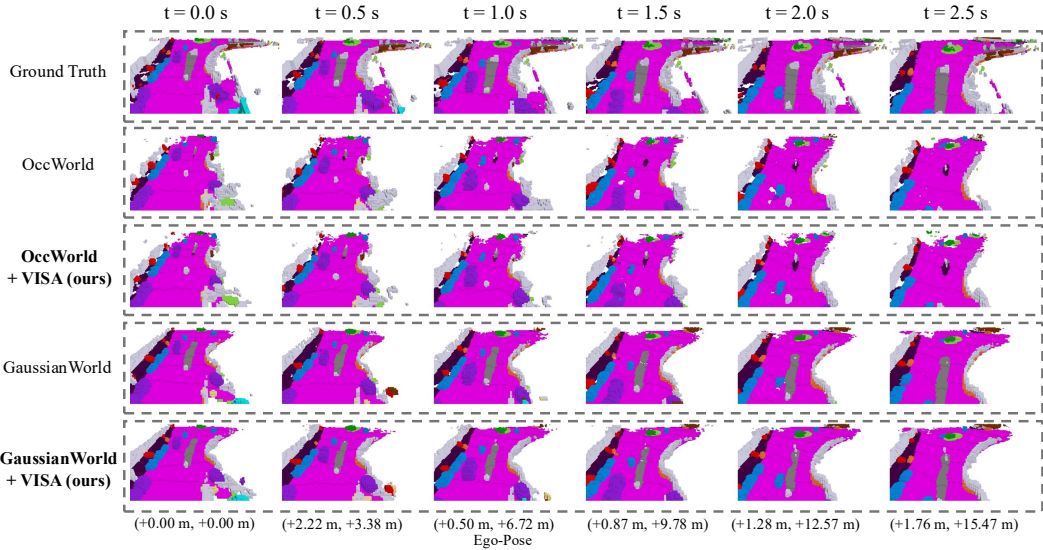 t = 0.0 s t = 0.5 s t = 1.0 s t = 1.5 s t = 2.0 s t = 2.5 s
Ground Truth
OccWorld
OccWorld
+ VISA (ours)
GaussianWorld
GaussianWorld
+ VISA (ours)
(+0.00 m, +0.00 m) (+2.22 m, +3.38 m) (+0.50 m, +6.72 m) (+0.87 m, +9.78 m) (+1.28 m, +12.57 m) (+1.76 m, +15.47 m)
Ego-Pose